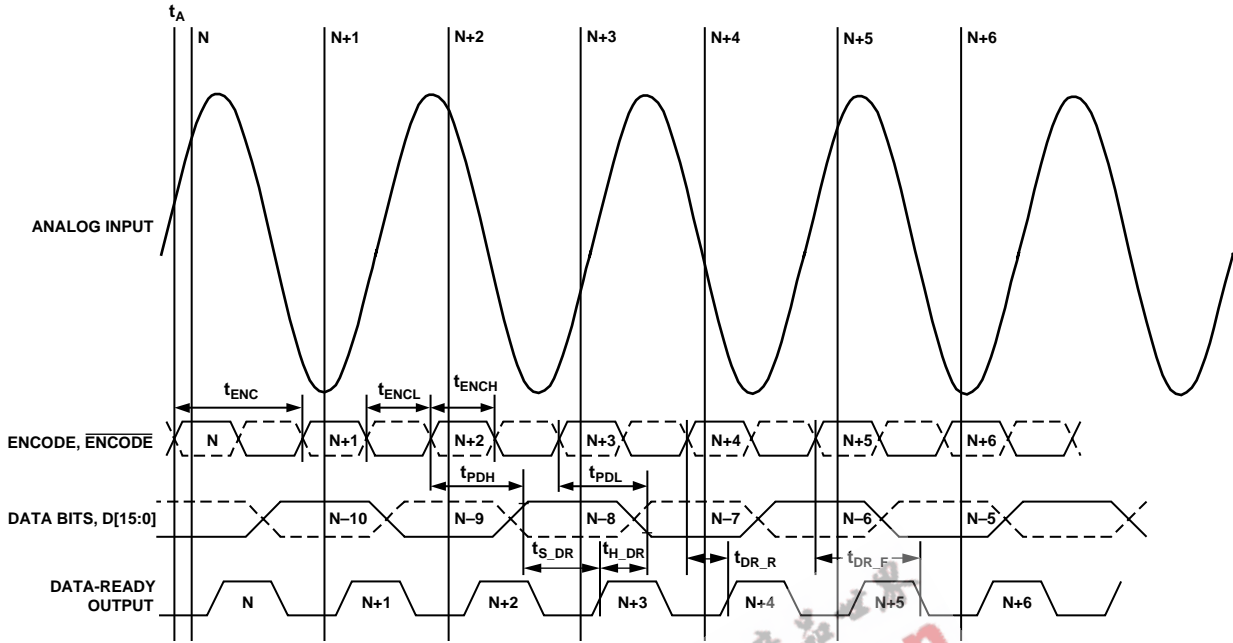 tA
N N+1 N+2 N+3 N+4 N+5 N+6
ANALOG INPUT
tENC tENCL tENCH
ENCODE, ENCODE
N N+1 N+2 N+3 N+4 N+5 N+6
tPDH tPDL
DATA BITS, D[15:0]
N–10 N–9 N–8 N–7 N–6 N–5
tS_DR tH_DR tDR_R tDR_F
DATA-READY
OUTPUT
N N+1 N+2 N+3 N+4 N+5 N+6